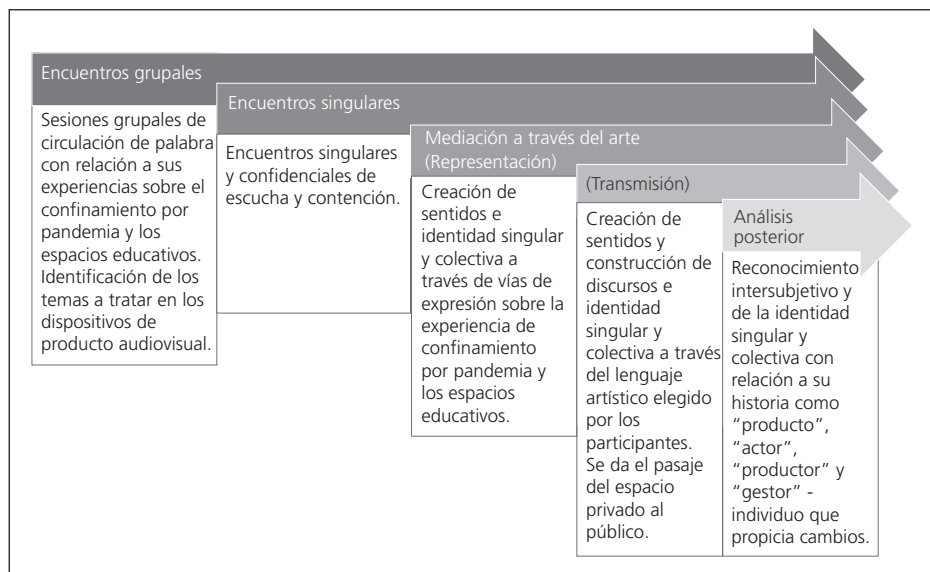 Encuentros grupales
Sesiones grupales de
circulación de palabra
con relación a sus
experiencias sobre el
confinamiento por
pandemia y los
espacios educativos.
Identificación de los
temas a tratar en los
dispositivos de
producto audiovisual.
Encuentros singulares
Encuentros singulares
y confidenciales de
escucha y contención.
Mediación a través del arte
(Representación)
Creación de
sentidos e
identidad singular
y colectiva a
través de vías de
expresión sobre la
experiencia de
confinamiento
por pandemia y
los espacios
educativos.
(Transmisión)
Creación de
sentidos y
construcción de
discursos e
identidad
singular y
colectiva a través
del lenguaje
artístico elegido
por los
participantes.
Se da el pasaje
del espacio
privado al
público.
Análisis
posterior
Reconocimiento
intersubjetivo y
de la identidad
singular y
colectiva con
relación a su
historia como
“producto”,
“actor”,
“productor” y
“gestor” -
individuo que
propicia cambios.